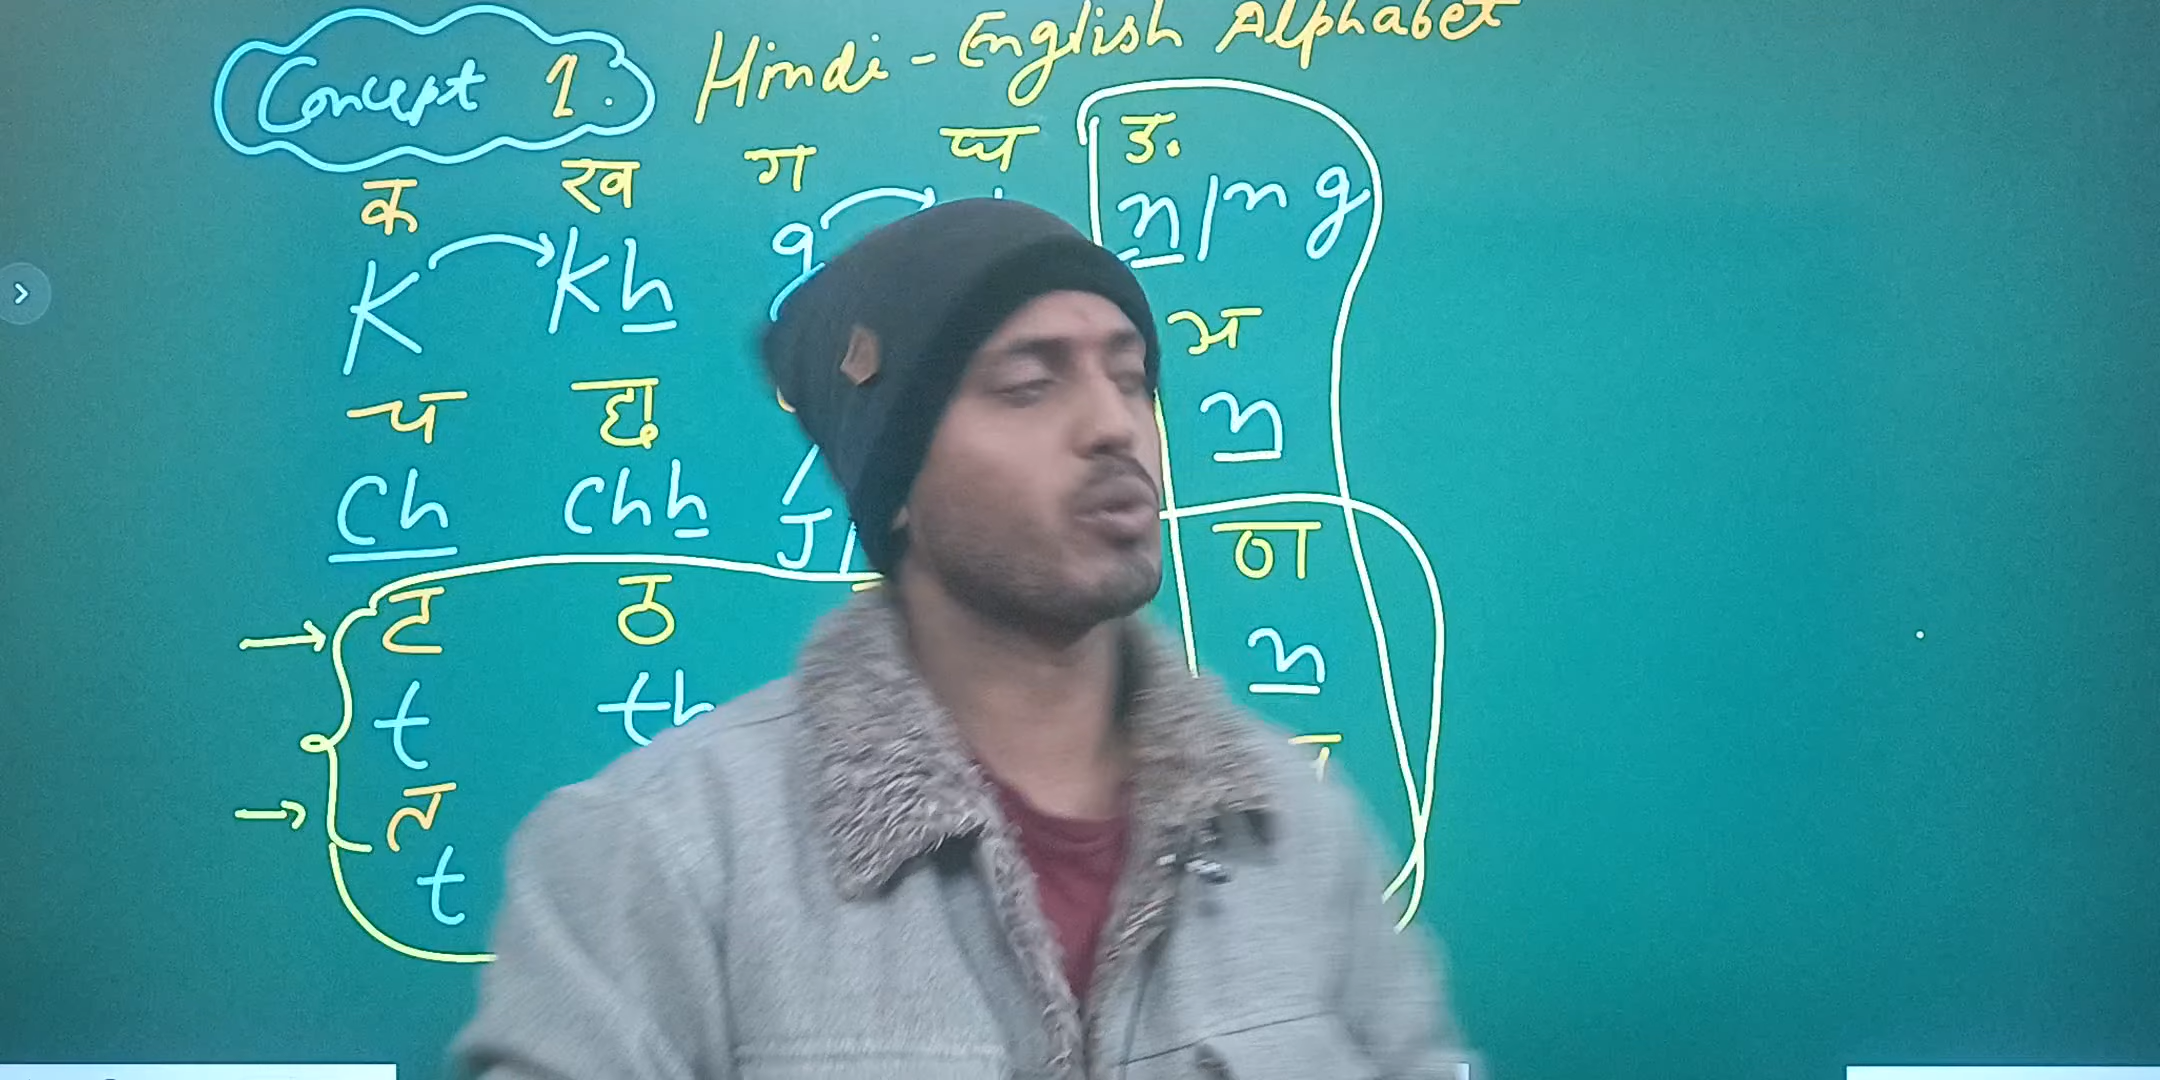 Concept 1. Hindi - English Alphabet
क ख ग घ ङ
K Kh g n/ng
च छ ञ
ch chh J n
ट ठ ण
t th n
त
t